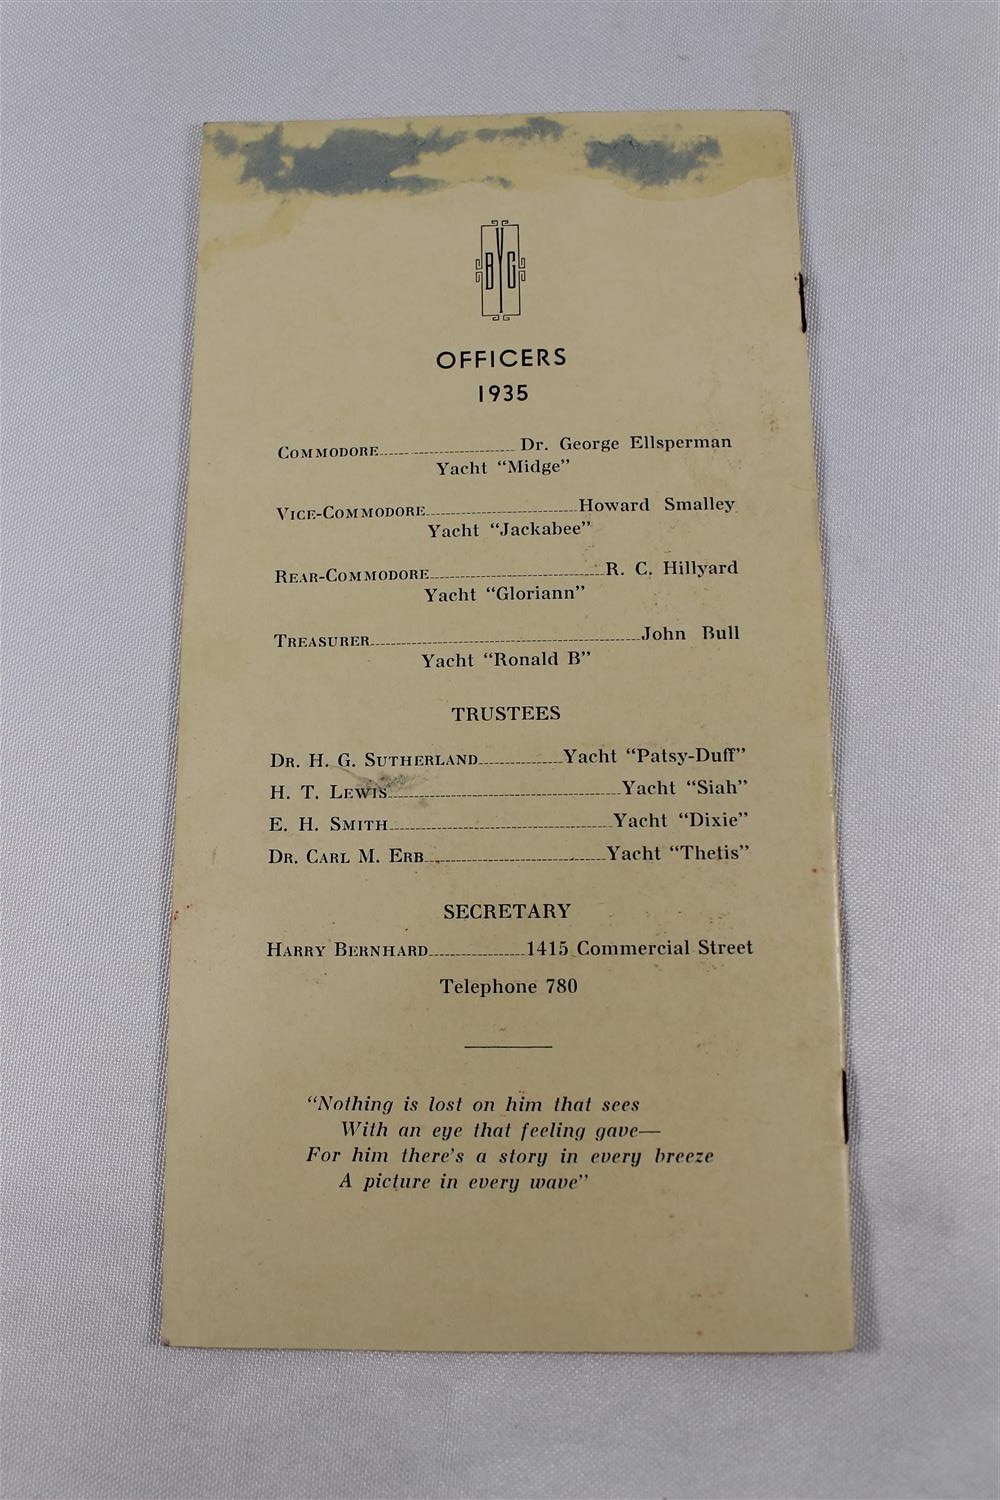 BYC
OFFICERS
1935
COMMODORE Dr. George Ellsperman
Yacht "Midge"
VICE-COMMODORE Howard Smalley
Yacht "Jackabee"
REAR-COMMODORE R. C. Hillyard
Yacht "Gloriann"
TREASURER John Bull
Yacht "Ronald B"
TRUSTEES
DR. H. G. SUTHERLAND Yacht "Patsy-Duff"
H. T. LEWIS Yacht "Siah"
E. H. SMITH Yacht "Dixie"
DR. CARL M. ERB Yacht "Thetis"
SECRETARY
HARRY BERNHARD 1415 Commercial Street
Telephone 780
"Nothing is lost on him that sees
With an eye that feeling gave—
For him there's a story in every breeze
A picture in every wave"